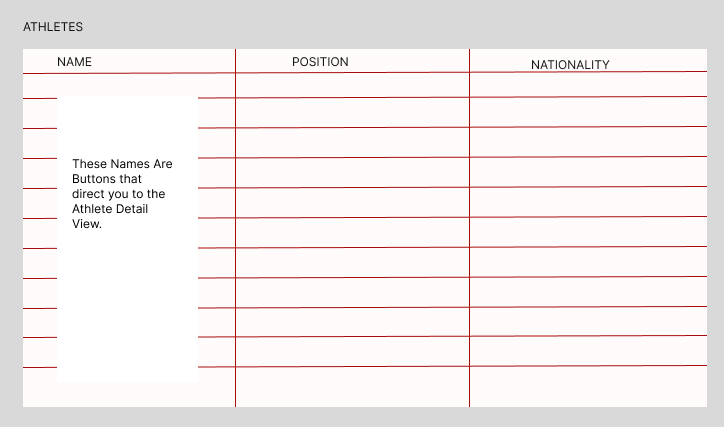 ATHLETES
NAME
POSITION
NATIONALITY
These Names Are
Buttons that
direct you to the
Athlete Detail
View.